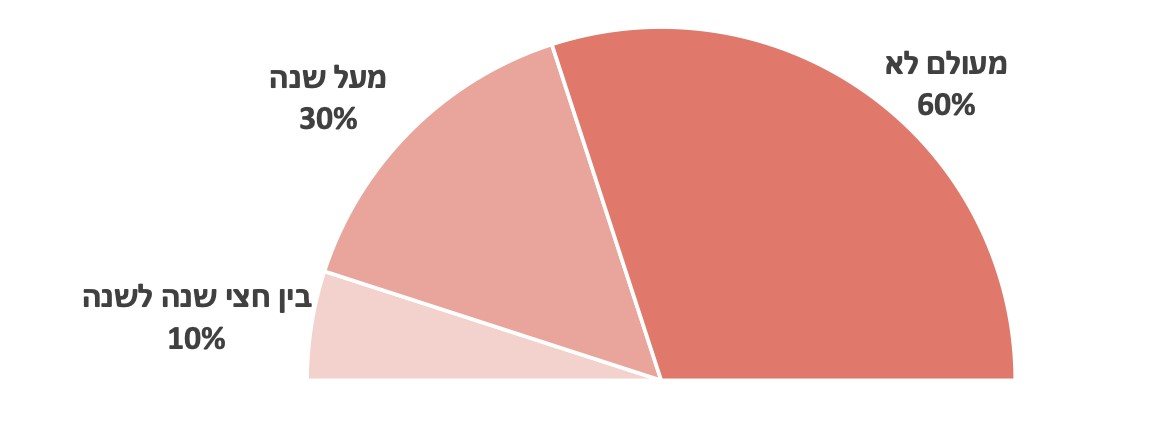 מעולם לא
60%
מעל שנה
30%
בין חצי שנה לשנה
10%